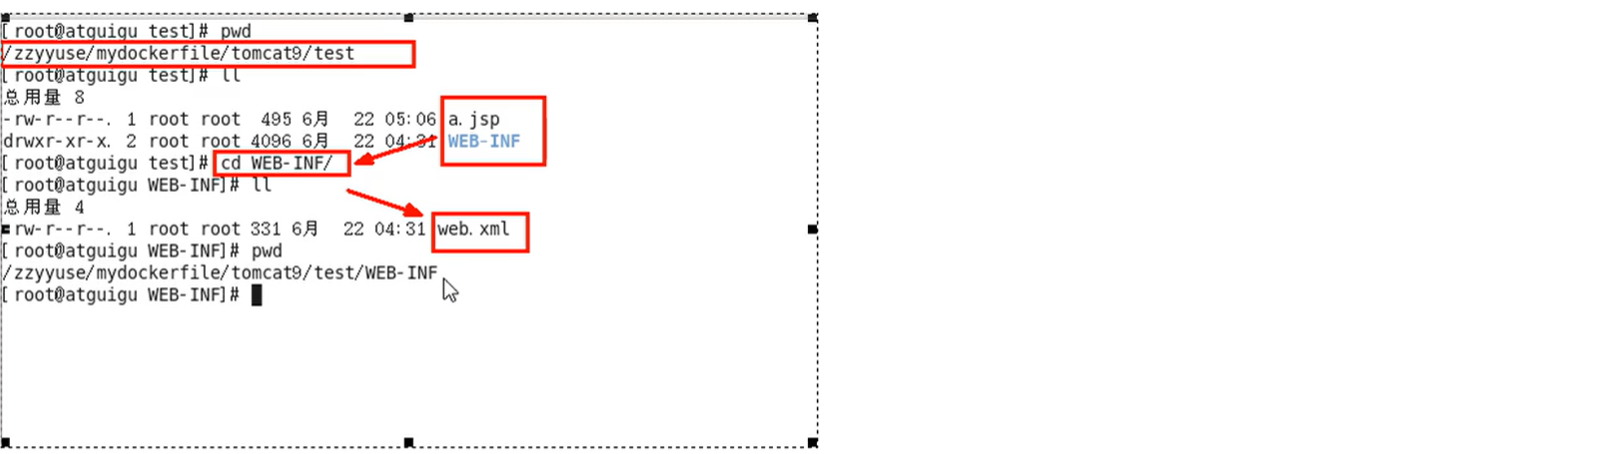 [root@atguigu test]# pwd
/zzyyuse/mydockerfile/tomcat9/test
[root@atguigu test]# ll
总用量 8
-rw-r--r--. 1 root root  495 6月  22 05:06 a.jsp
drwxr-xr-x. 2 root root 4096 6月  22 04:31 WEB-INF
[root@atguigu test]# cd WEB-INF/
[root@atguigu WEB-INF]# ll
总用量 4
-rw-r--r--. 1 root root 331 6月  22 04:31 web.xml
[root@atguigu WEB-INF]# pwd
/zzyyuse/mydockerfile/tomcat9/test/WEB-INF
[root@atguigu WEB-INF]#